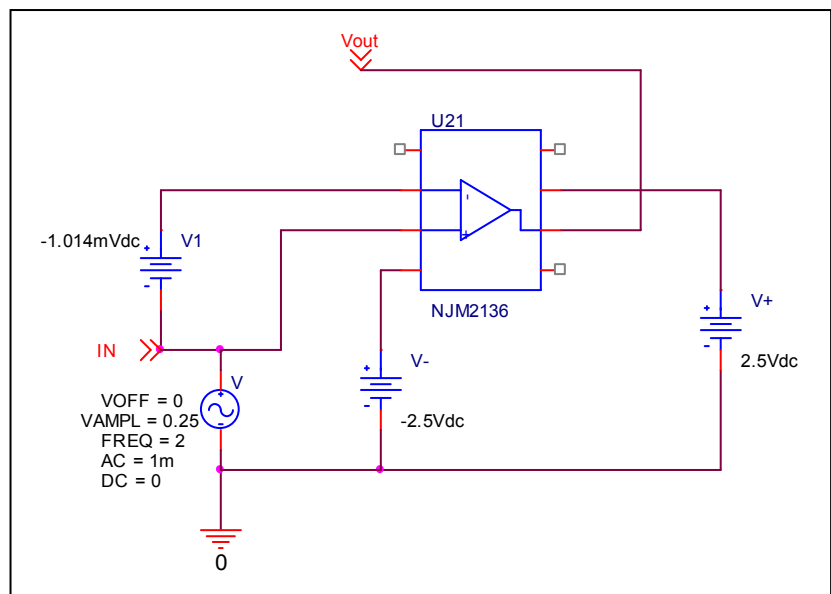 Vout
U21
-
+
-1.014mVdc
+
V1
-
NJM2136
IN
V
+
-
VOFF = 0
VAMPL = 0.25
FREQ = 2
AC = 1m
DC = 0
V-
+
-
-2.5Vdc
V+
+
-
2.5Vdc
0